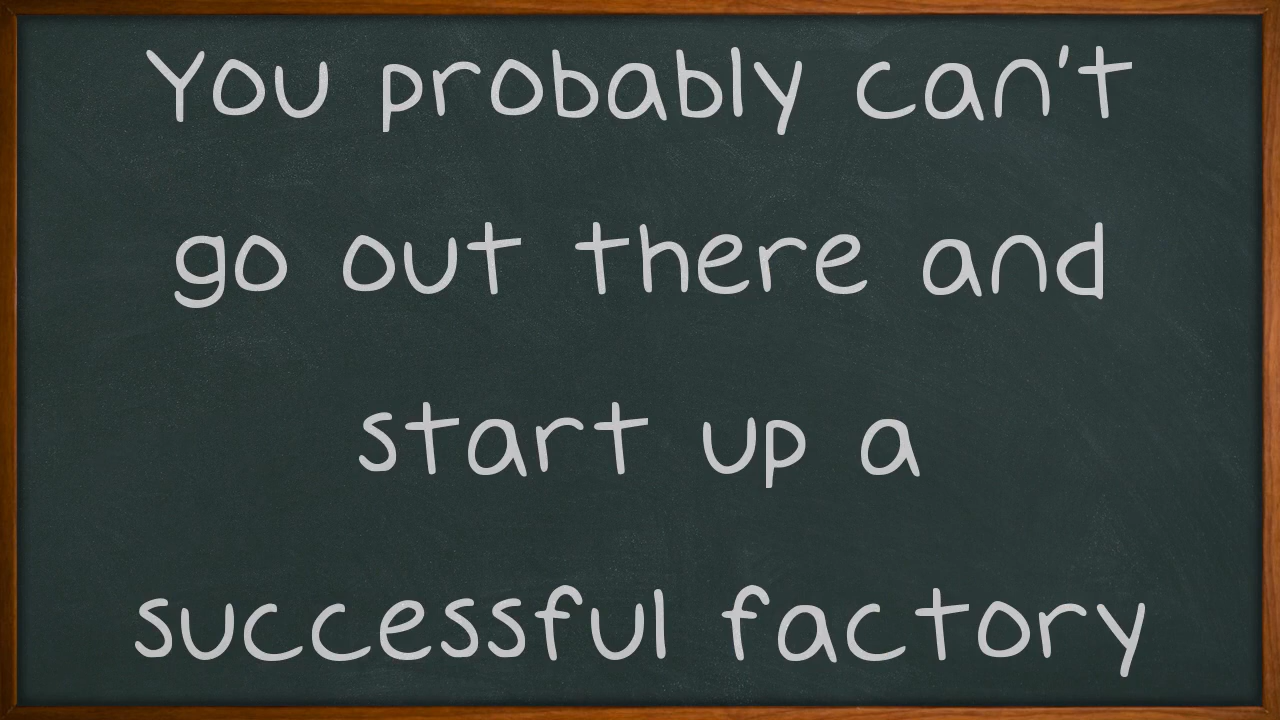 You probably can't
go out there and
start up a
successful factory